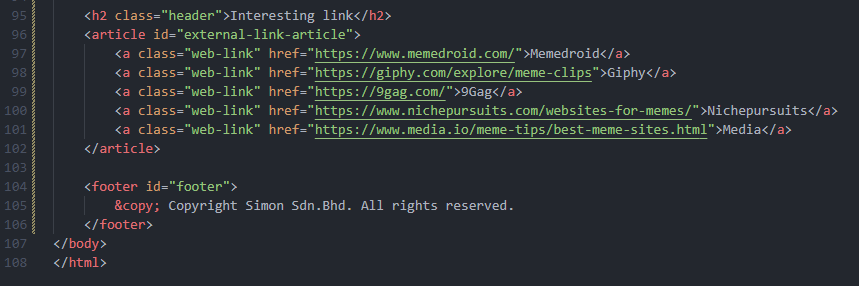 95 <h2 class="header">Interesting link</h2>
96 <article id="external-link-article">
97 <a class="web-link" href="https://www.memedroid.com/">Memedroid</a>
98 <a class="web-link" href="https://giphy.com/explore/meme-clips">Giphy</a>
99 <a class="web-link" href="https://9gag.com/">9Gag</a>
100 <a class="web-link" href="https://www.nichepursuits.com/websites-for-memes/">Nichepursuits</a>
101 <a class="web-link" href="https://www.media.io/meme-tips/best-meme-sites.html">Media</a>
102 </article>
103
104 <footer id="footer">
105 &copy; Copyright Simon Sdn.Bhd. All rights reserved.
106 </footer>
107 </body>
108 </html>